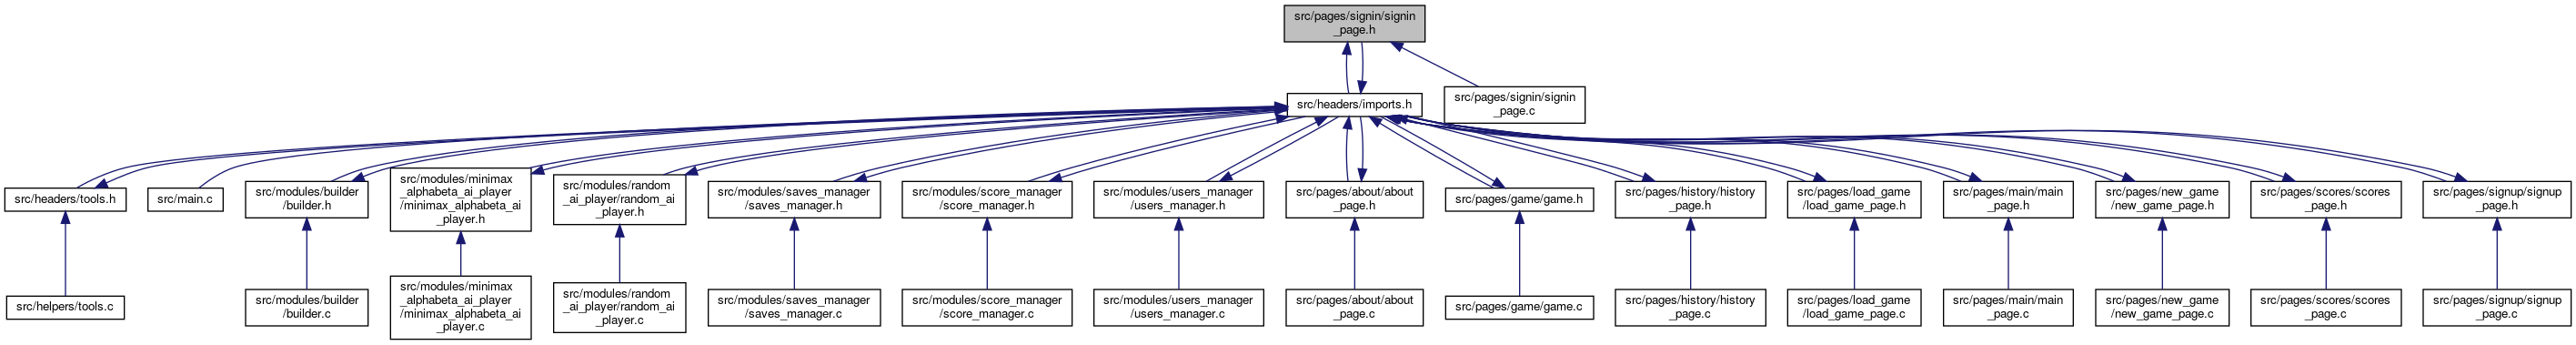 src/pages/signin/signin
_page.h
src/headers/imports.h
src/pages/signin/signin
_page.c
src/headers/tools.h
src/main.c
src/modules/builder
/builder.h
src/modules/minimax
_alphabeta_ai_player
/minimax_alphabeta_ai
_player.h
src/modules/random
_ai_player/random_ai
_player.h
src/modules/saves_manager
/saves_manager.h
src/modules/score_manager
/score_manager.h
src/modules/users_manager
/users_manager.h
src/pages/about/about
_page.h
src/pages/game/game.h
src/pages/history/history
_page.h
src/pages/load_game
/load_game_page.h
src/pages/main/main
_page.h
src/pages/new_game
/new_game_page.h
src/pages/scores/scores
_page.h
src/pages/signup/signup
_page.h
src/helpers/tools.c
src/modules/builder
/builder.c
src/modules/minimax
_alphabeta_ai_player
/minimax_alphabeta_ai
_player.c
src/modules/random
_ai_player/random_ai
_player.c
src/modules/saves_manager
/saves_manager.c
src/modules/score_manager
/score_manager.c
src/modules/users_manager
/users_manager.c
src/pages/about/about
_page.c
src/pages/game/game.c
src/pages/history/history
_page.c
src/pages/load_game
/load_game_page.c
src/pages/main/main
_page.c
src/pages/new_game
/new_game_page.c
src/pages/scores/scores
_page.c
src/pages/signup/signup
_page.c